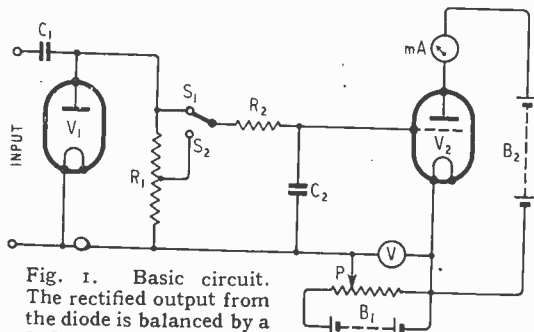 C₁
mA
S₁
R₂
V₁
V₂
INPUT
S₂
B₂
R₁
C₂
V
P
B₁
Fig. 1. Basic circuit.
The rectified output from
the diode is balanced by a